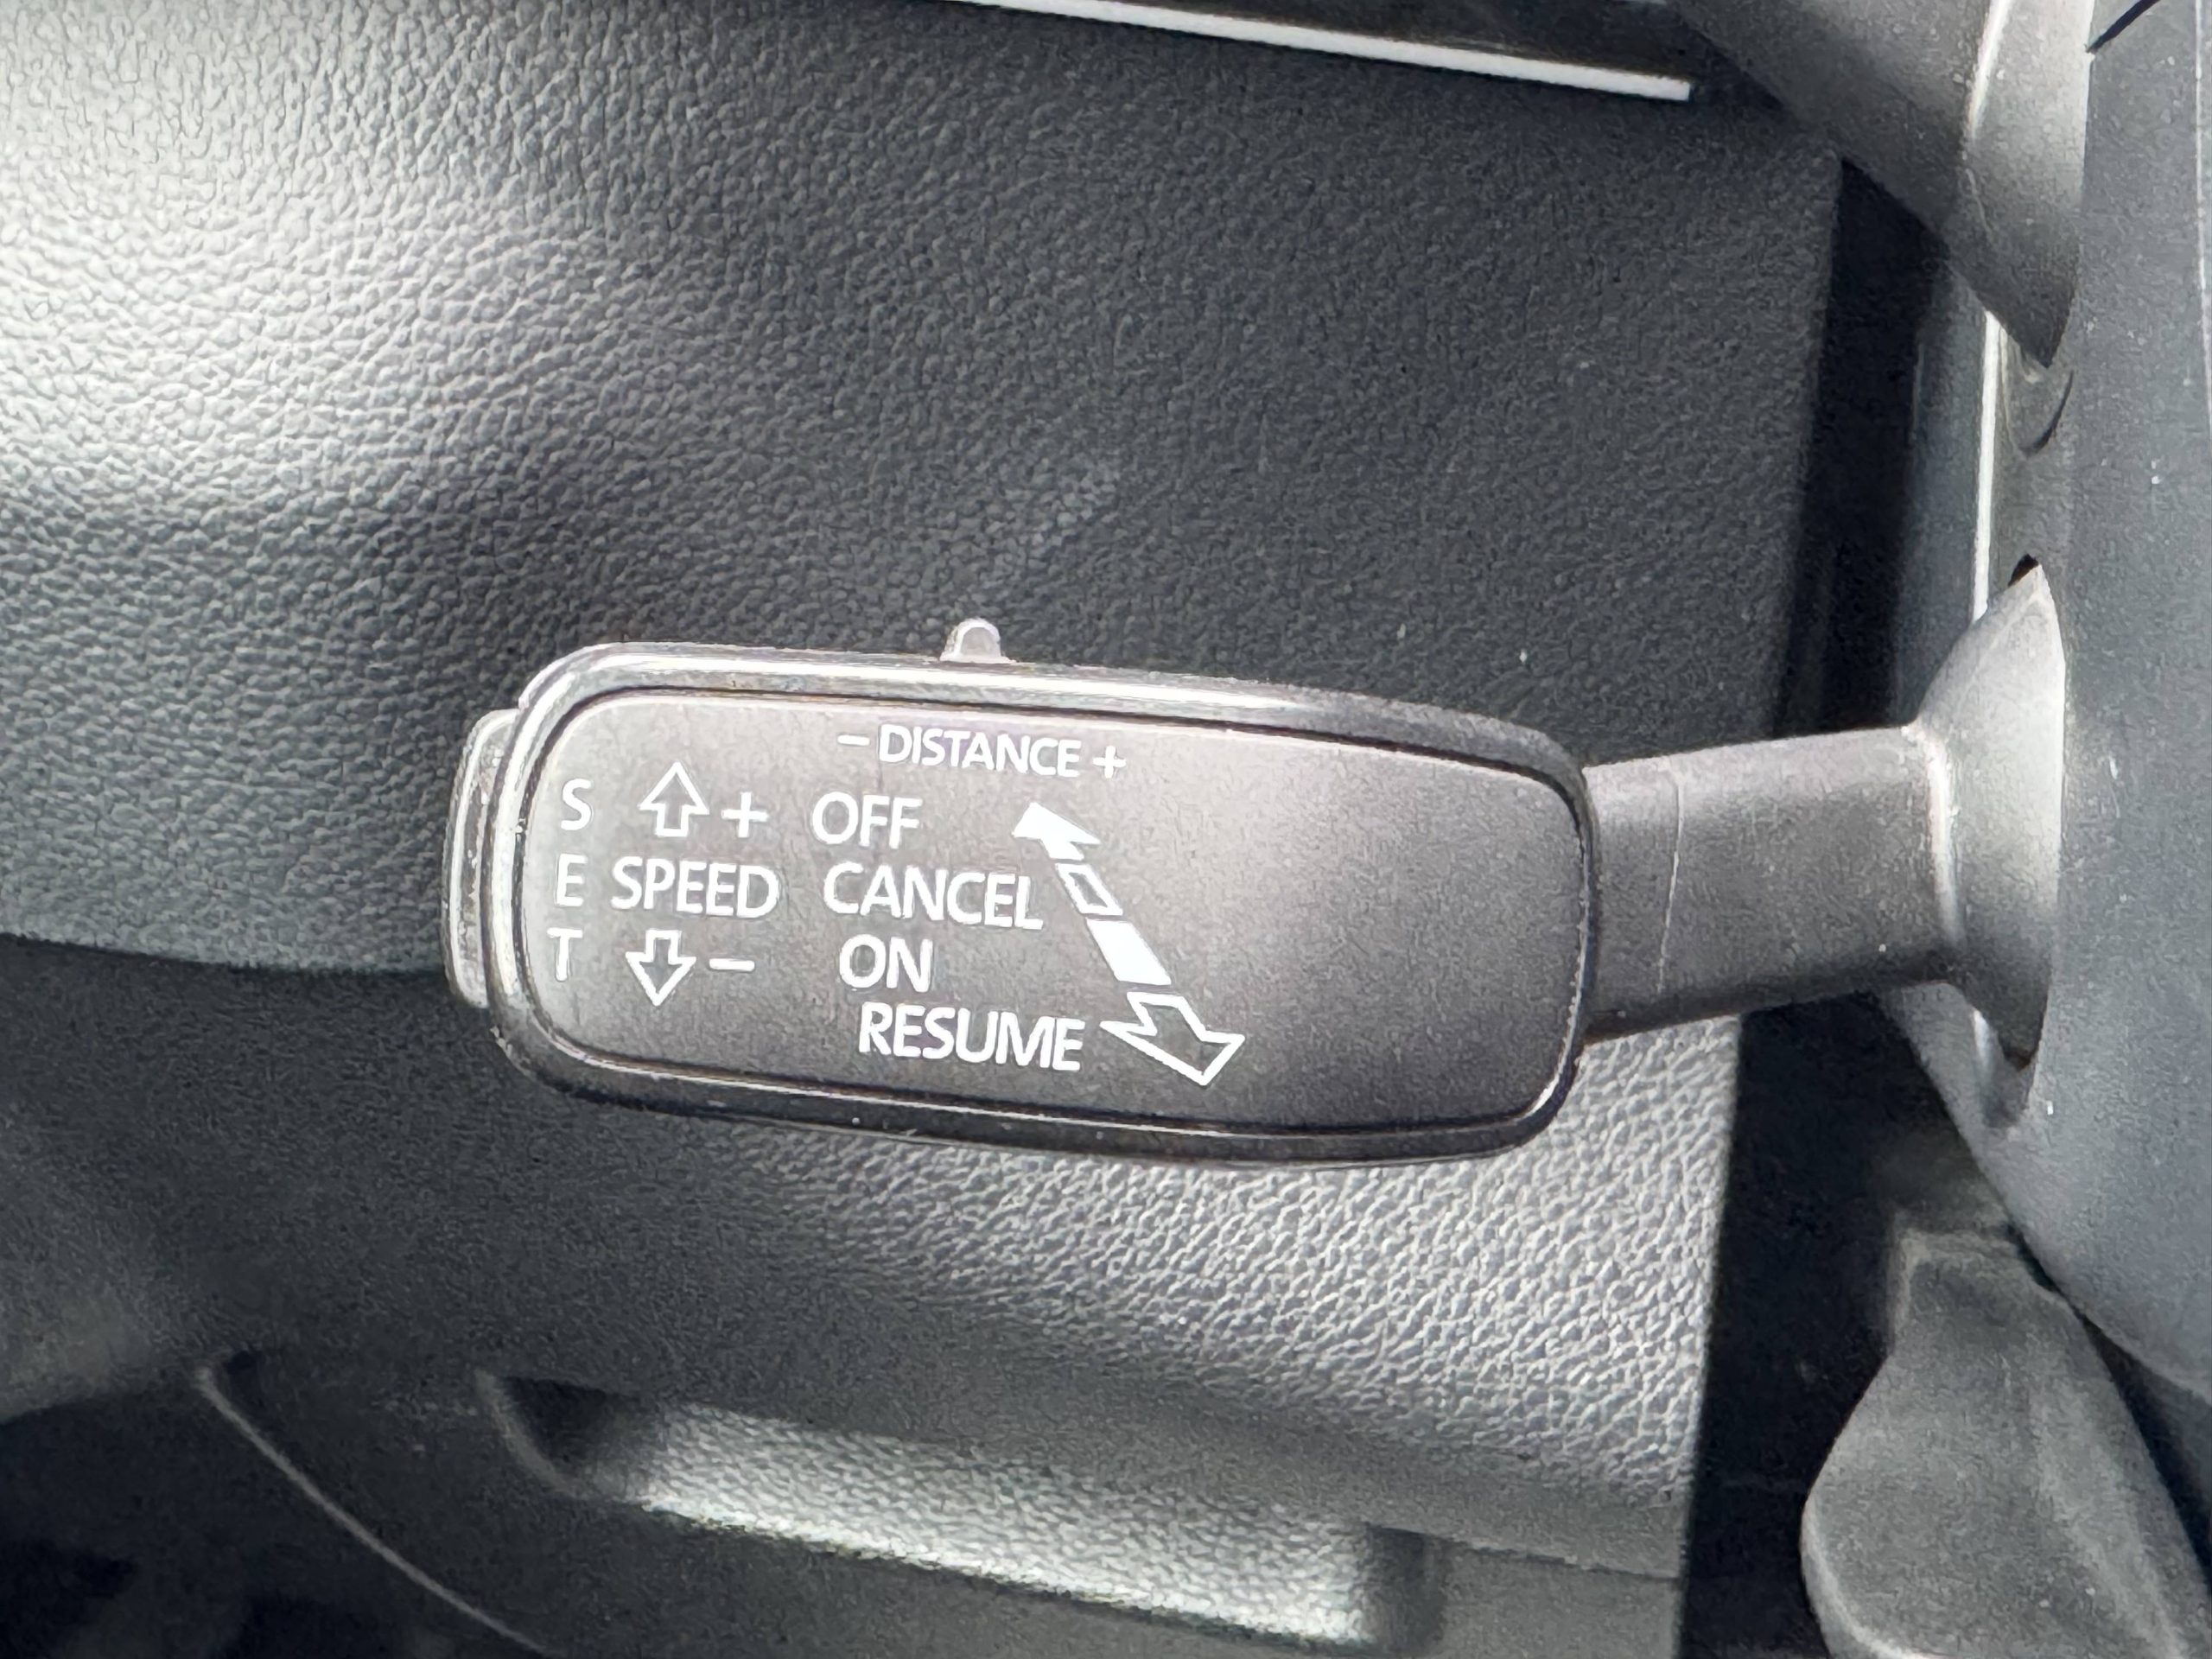 – DISTANCE +
S + OFF
E SPEED CANCEL
T – ON
RESUME